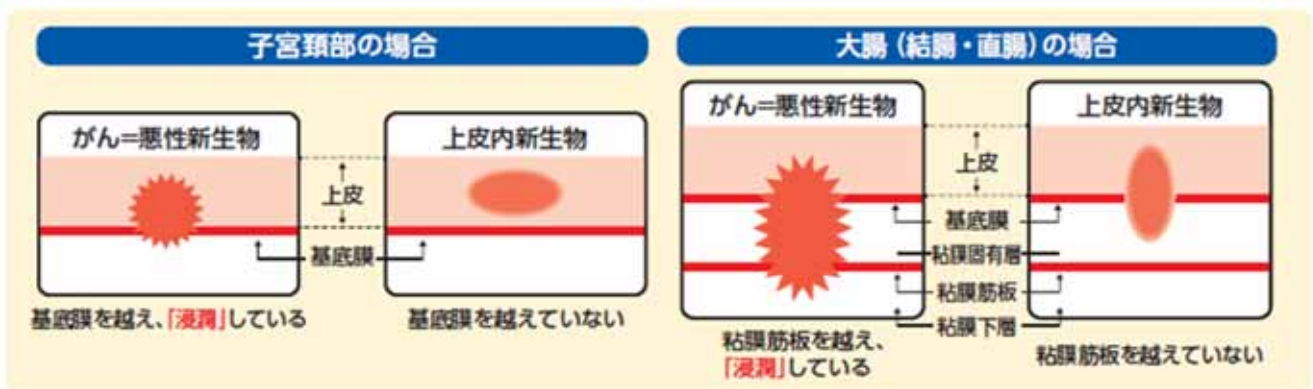 子宮頚部の場合
がん=悪性新生物
上皮内新生物
上皮
基底膜
基底膜を越え、「浸潤」している
基底膜を越えていない
大腸(結腸・直腸)の場合
がん=悪性新生物
上皮内新生物
上皮
基底膜
粘膜固有層
粘膜筋板
粘膜下層
粘膜筋板を越え、
「浸潤」している
粘膜筋板を越えていない